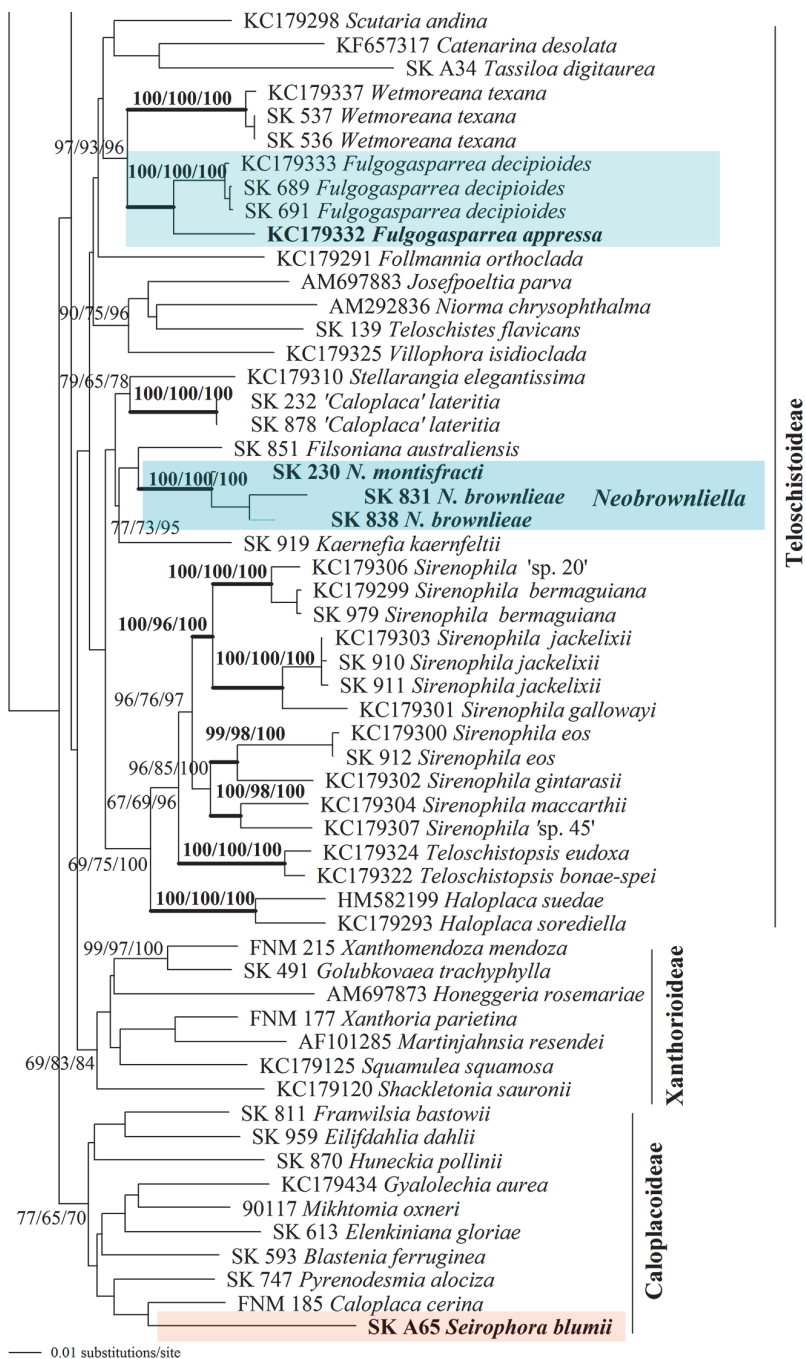 KC179298 Scutaria andina
KF657317 Catenarina desolata
SK A34 Tassiloa digitaurea
100/100/100
KC179337 Wetmoreana texana
SK 537 Wetmoreana texana
SK 536 Wetmoreana texana
97/93/96
100/100/100
KC179333 Fulgogasparrea decipioides
SK 689 Fulgogasparrea decipioides
SK 691 Fulgogasparrea decipioides
KC179332 Fulgogasparrea appressa
KC179291 Follmannia orthoclada
AM697883 Josefpoeltia parva
90/75/96
AM292836 Niorma chrysophthalma
SK 139 Teloschistes flavicans
KC179325 Villophora isidioclada
79/65/78
KC179310 Stellarangia elegantissima
100/100/100
SK 232 'Caloplaca' lateritia
SK 878 'Caloplaca' lateritia
SK 851 Filsoniana australiensis
100/100/100
SK 230 N. montisfracti
SK 831 N. brownlieae
Neobrownliella
SK 838 N. brownlieae
77/73/95
SK 919 Kaernefia kaernfeltii
100/100/100
KC179306 Sirenophila 'sp. 20'
KC179299 Sirenophila bermaguiana
SK 979 Sirenophila bermaguiana
100/96/100
KC179303 Sirenophila jackelixii
100/100/100
SK 910 Sirenophila jackelixii
SK 911 Sirenophila jackelixii
96/76/97
KC179301 Sirenophila gallowayi
99/98/100
KC179300 Sirenophila eos
SK 912 Sirenophila eos
96/85/100
KC179302 Sirenophila gintarasii
100/98/100
67/69/96
KC179304 Sirenophila maccarthii
KC179307 Sirenophila 'sp. 45'
100/100/100
KC179324 Teloschistopsis eudoxa
69/75/100
KC179322 Teloschistopsis bonae-spei
100/100/100
HM582199 Haloplaca suedae
KC179293 Haloplaca sorediella
Teloschistoideae
99/97/100
FNM 215 Xanthomendoza mendoza
SK 491 Golubkovaea trachyphylla
AM697873 Honeggeria rosemariae
FNM 177 Xanthoria parietina
AF101285 Martinjahnsia resendei
69/83/84
KC179125 Squamulea squamosa
KC179120 Shackletonia sauronii
Xanthorioideae
SK 811 Franwilsia bastowii
SK 959 Eilifdahlia dahlii
SK 870 Huneckia pollinii
KC179434 Gyalolechia aurea
77/65/70
90117 Mikhtomia oxneri
SK 613 Elenkiniana gloriae
SK 593 Blastenia ferruginea
SK 747 Pyrenodesmia alociza
FNM 185 Caloplaca cerina
SK A65 Seirophora blumii
Caloplacoideae
0.01 substitutions/site